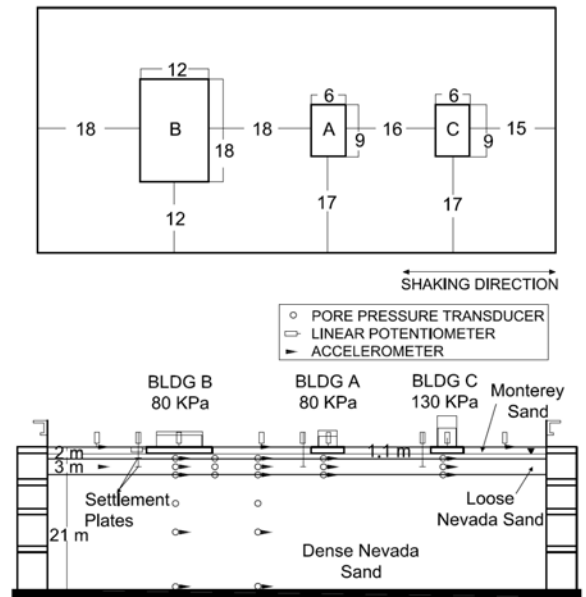 12
6
6
18
B
18
18
A
9
16
C
9
15
12
17
17
SHAKING DIRECTION
PORE PRESSURE TRANSDUCER
LINEAR POTENTIOMETER
ACCELEROMETER
BLDG B
80 KPa
BLDG A
80 KPa
BLDG C
130 KPa
Monterey
Sand
2 m
1.1 m
3 m
Settlement
Plates
Loose
Nevada Sand
21 m
Dense Nevada
Sand